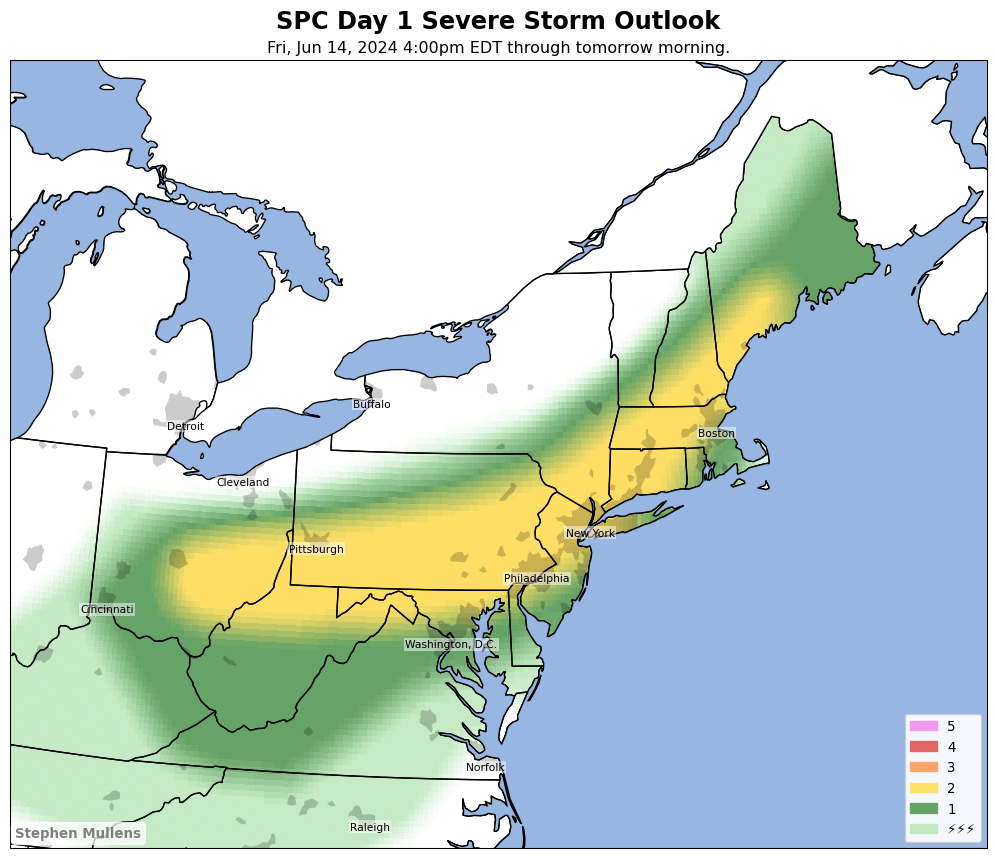 SPC Day 1 Severe Storm Outlook
Fri, Jun 14, 2024 4:00pm EDT through tomorrow morning.
Buffalo
Detroit
Boston
Cleveland
New York
Pittsburgh
Philadelphia
Cincinnati
Washington, D.C.
Norfolk
Raleigh
Stephen Mullens
5
4
3
2
1
⚡⚡⚡